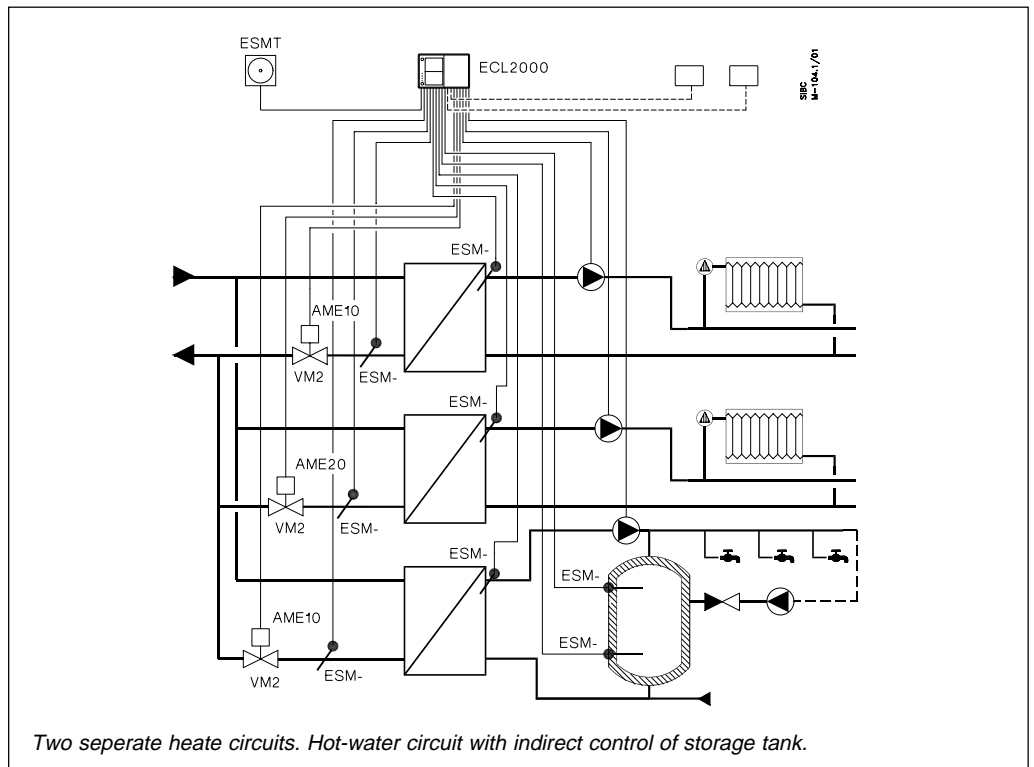 ESMT
ECL2000
SIBC
M-104.1/01
ESM-
AME10
VM2
ESM-
ESM-
AME20
VM2
ESM-
ESM-
ESM-
AME10
ESM-
VM2
ESM-
Two seperate heate circuits. Hot-water circuit with indirect control of storage tank.